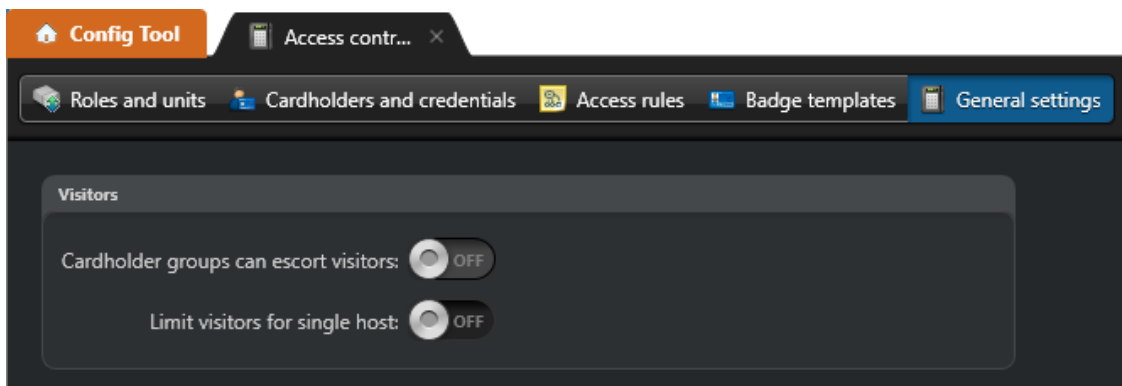 Config Tool
Access contr...
Roles and units
Cardholders and credentials
Access rules
Badge templates
General settings
Visitors
Cardholder groups can escort visitors: OFF
Limit visitors for single host: OFF